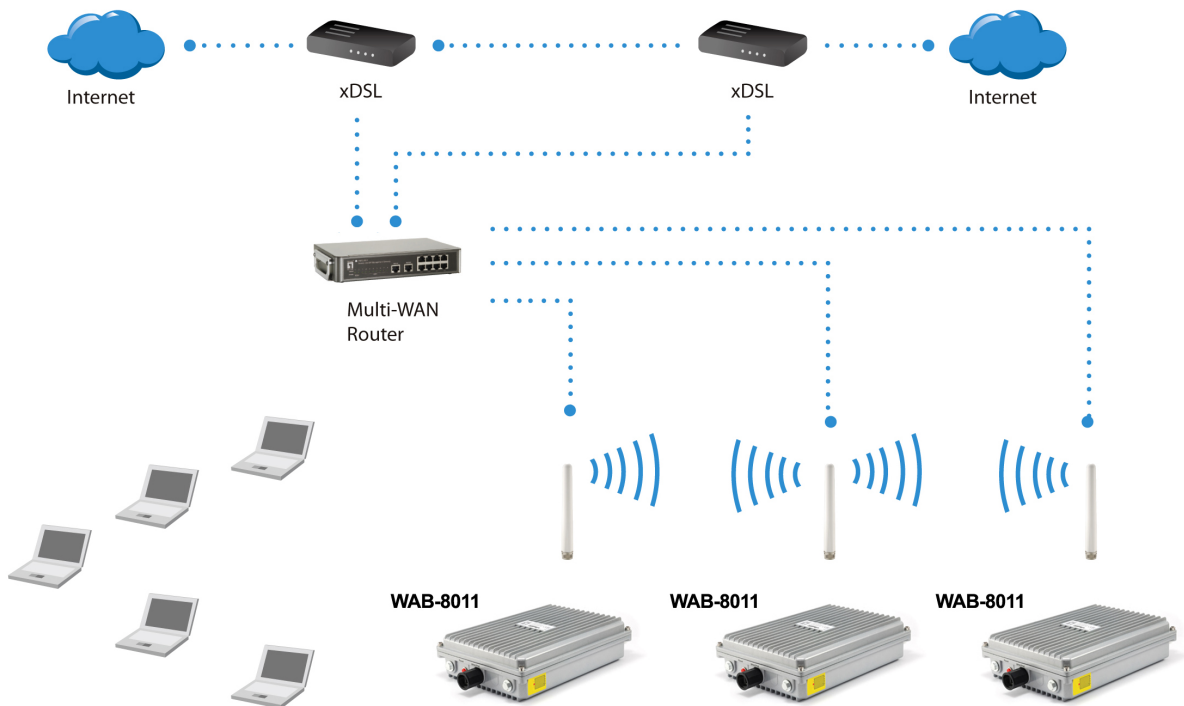 Internet
xDSL
xDSL
Internet
Multi-WAN
Router
WAB-8011
WAB-8011
WAB-8011